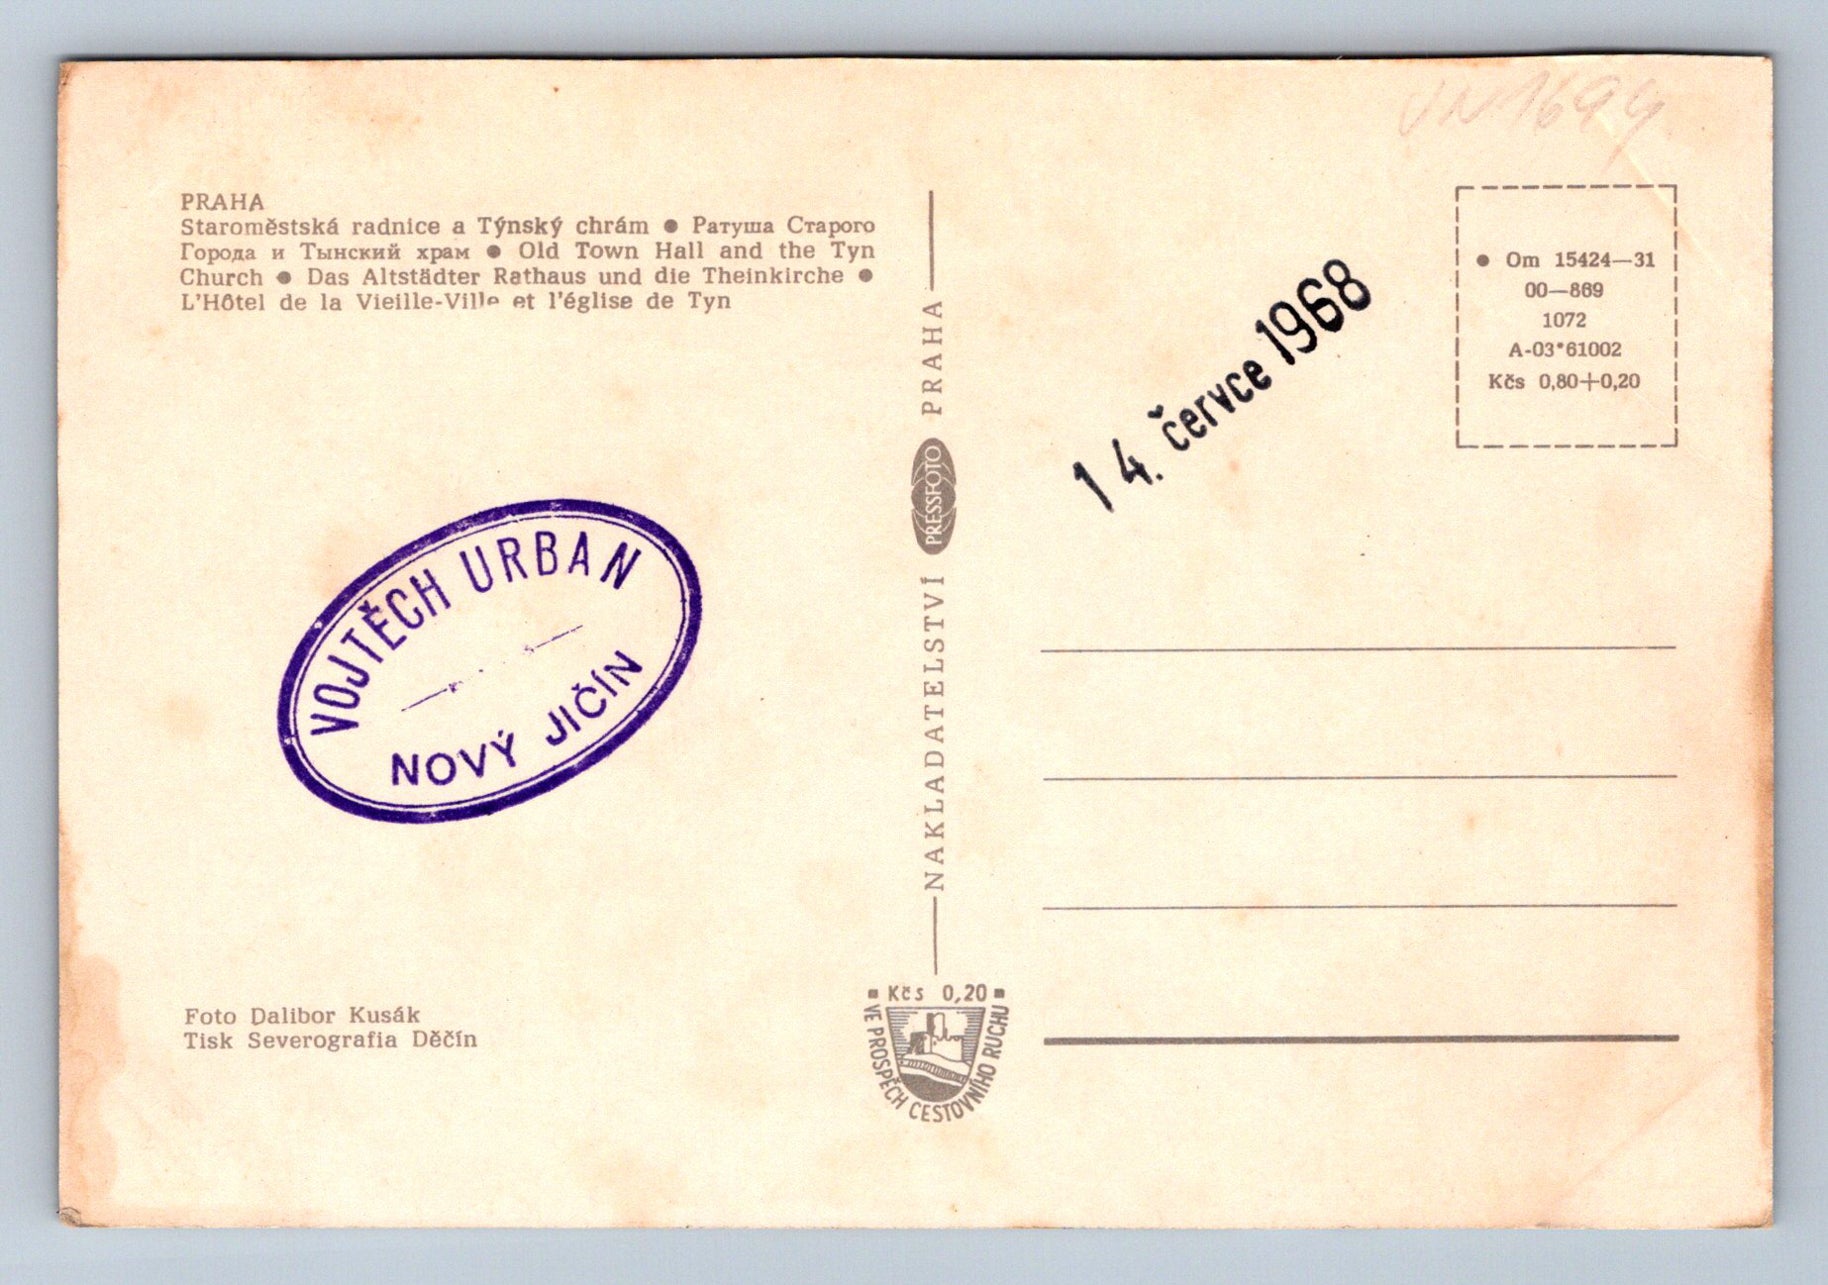 PRAHA
Staroměstská radnice a Týnský chrám ● Ратуша Старого
Города и Тынский храм ● Old Town Hall and the Tyn
Church ● Das Altstädter Rathaus und die Theinkirche ●
L'Hôtel de la Vieille-Ville et l'église de Tyn
VOJTĚCH URBAN
NOVÝ JIČÍN
Foto Dalibor Kusák
Tisk Severografia Děčín
NAKLADATELSTVÍ PRESSFOTO PRAHA
Kčs 0,20
VE PROSPĚCH CESTOVNÍHO RUCHU
14. července 1968
● Om 15424—31
00—869
1072
A-03*61002
Kčs 0,80+0,20